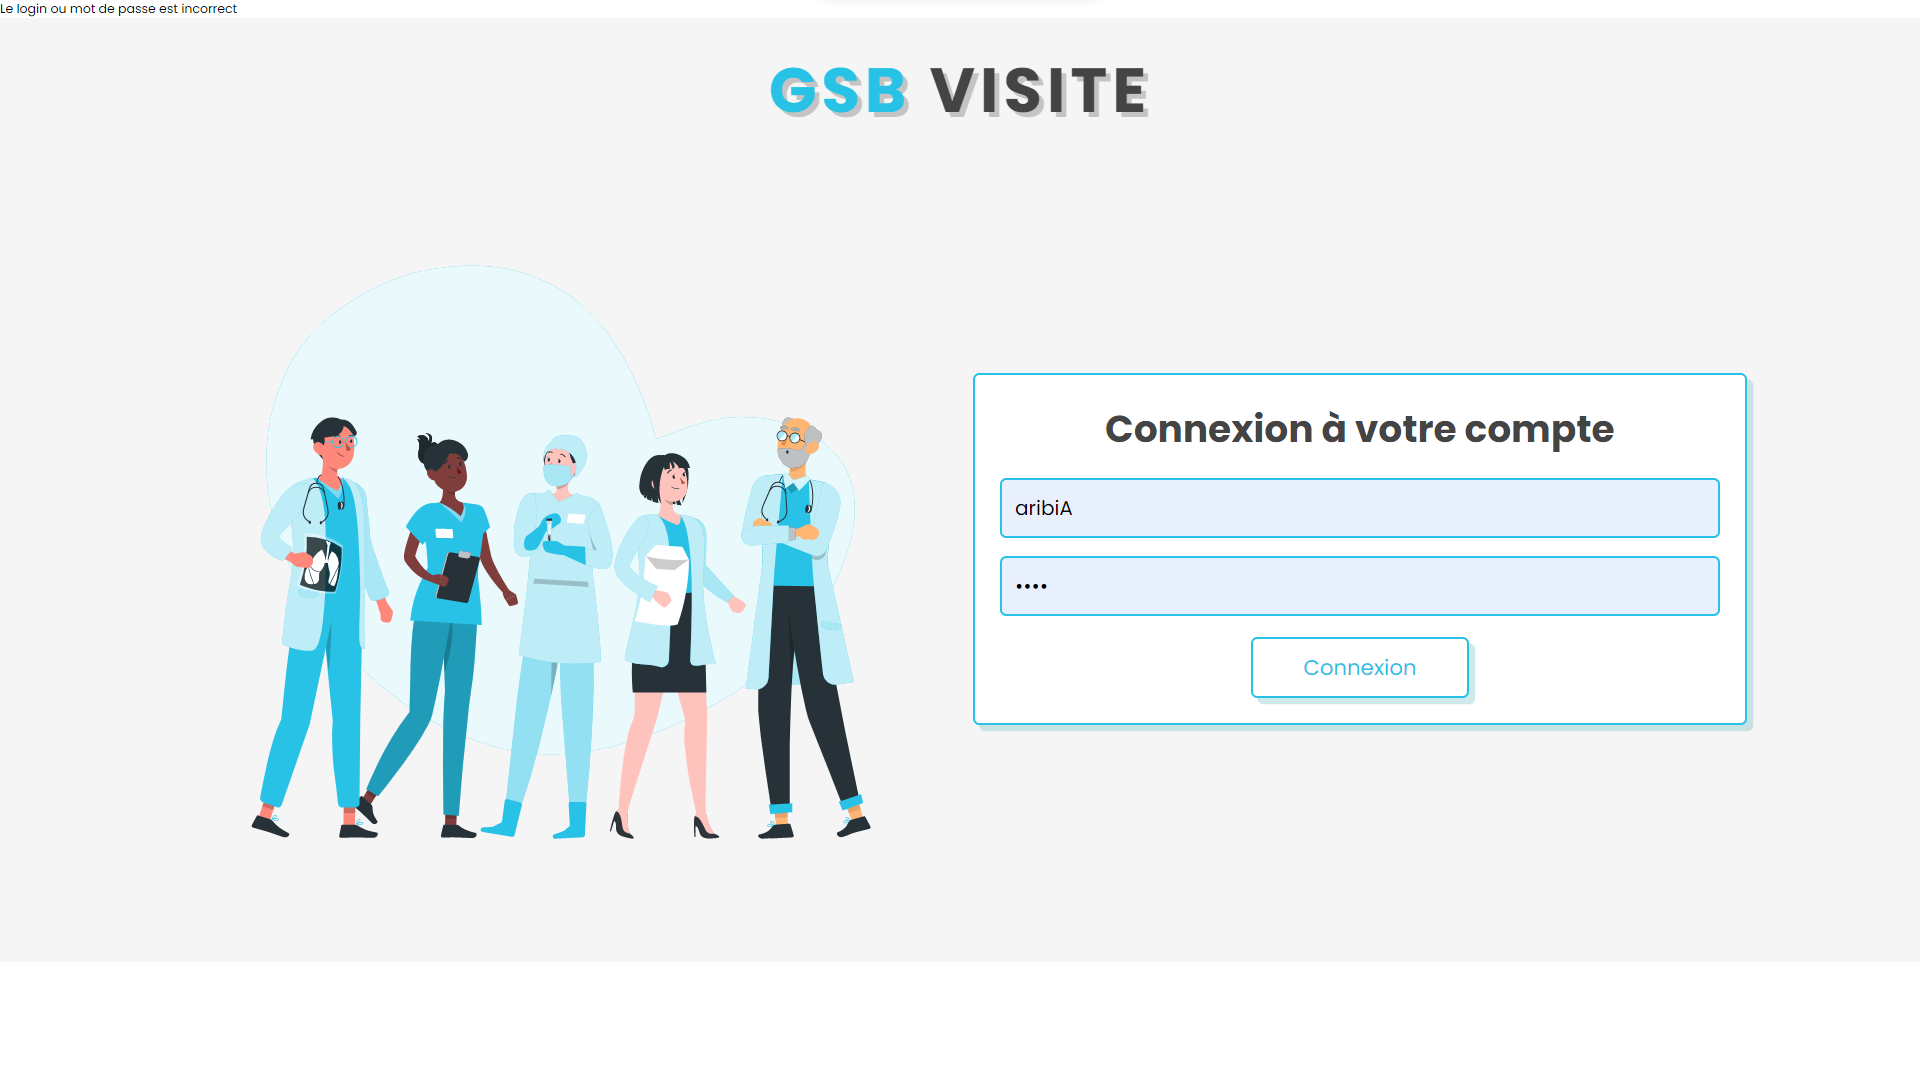 Le login ou mot de passe est incorrect
GSB VISITE
Connexion à votre compte
aribiA
••••
Connexion